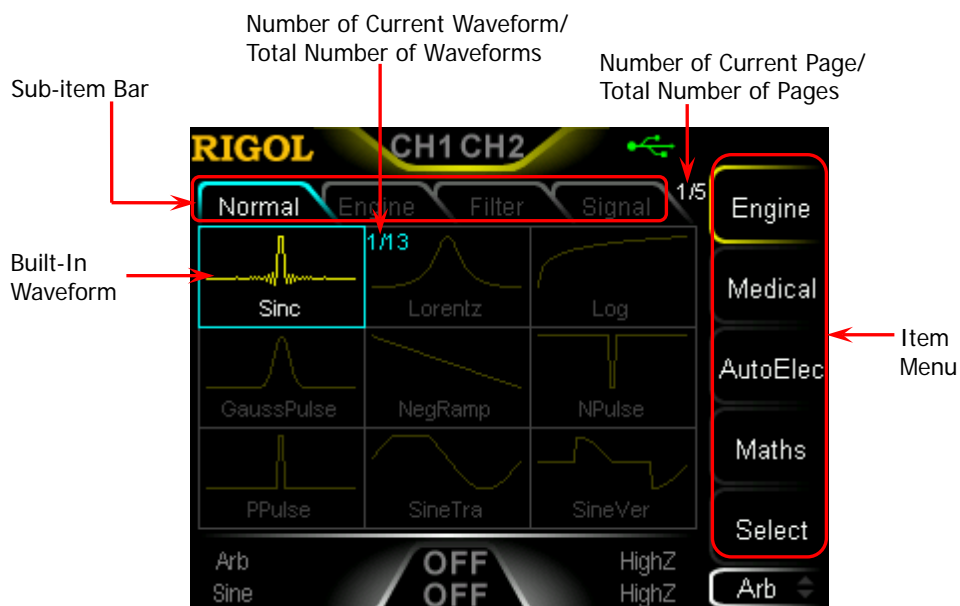 Number of Current Waveform/
Total Number of Waveforms
Number of Current Page/
Total Number of Pages
Sub-item Bar
RIGOL
CH1 CH2
Normal
Engine
Filter
Signal
1/5
Engine
1/13
Built-In
Waveform
Sinc
Lorentz
Log
Medical
Item
Menu
AutoElec
GaussPulse
NegRamp
NPulse
Maths
PPulse
SineTra
SineVer
Select
Arb
OFF
HighZ
Sine
OFF
HighZ
Arb